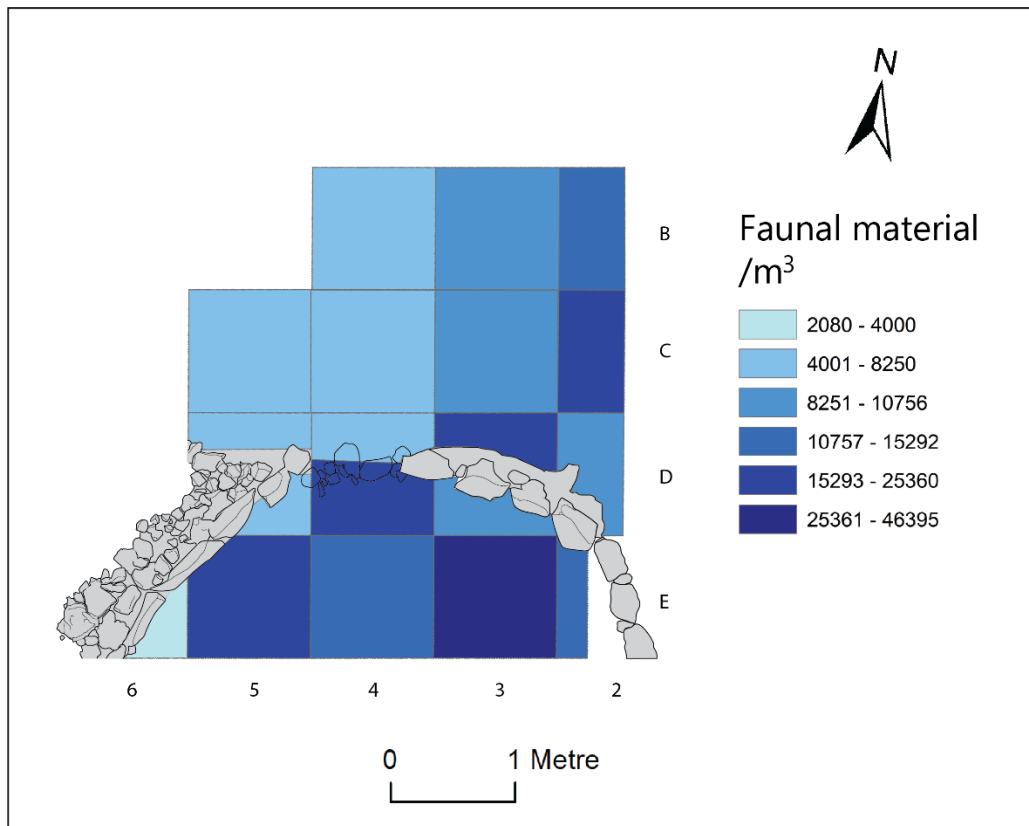 N
Faunal material
/m³
2080 - 4000
4001 - 8250
8251 - 10756
10757 - 15292
15293 - 25360
25361 - 46395
B
C
D
E
6 5 4 3 2
0 1 Metre